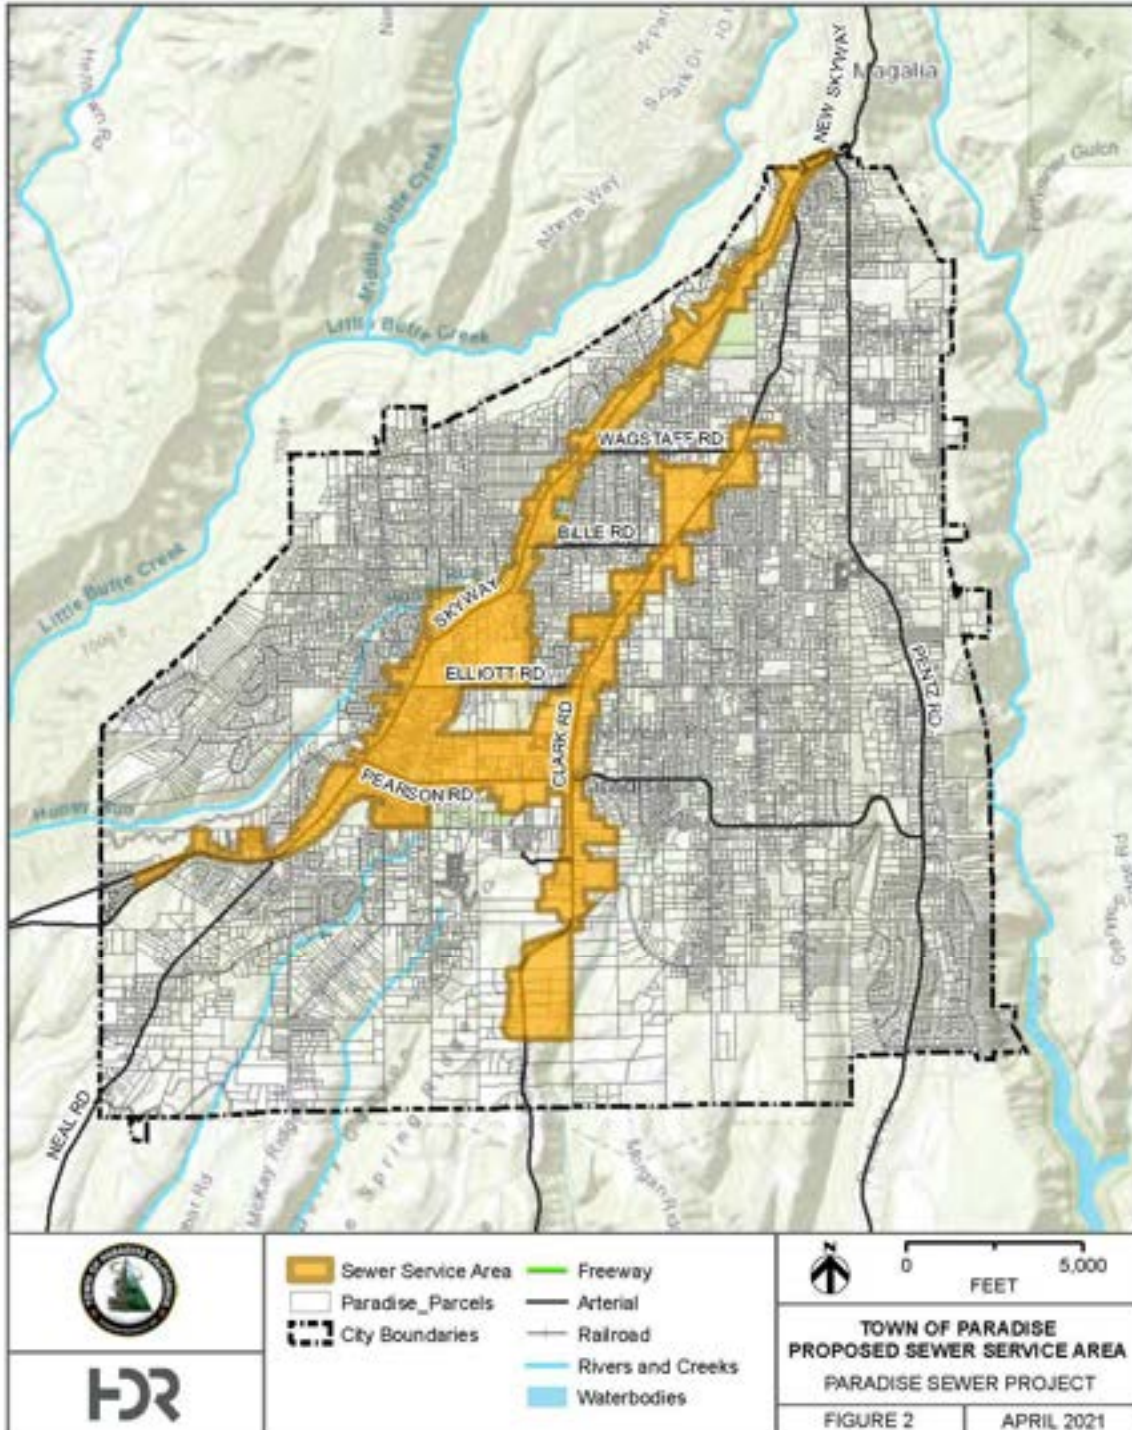 NEW SKYWAY
Magalia
Middle Butte Creek
Little Butte Creek
WAGSTAFF RD
BILLE RD
Little Butte Creek
SKYWAY
ELLIOTT RD
PENTZ RD
CLARK RD
PEARSON RD
NEAL RD
McKay Ridge
Sewer Service Area
Paradise_Parcels
City Boundaries
Freeway
Arterial
Railroad
Rivers and Creeks
Waterbodies
N
0 5,000
FEET
TOWN OF PARADISE
PROPOSED SEWER SERVICE AREA
PARADISE SEWER PROJECT
FIGURE 2
APRIL 2021
HDR